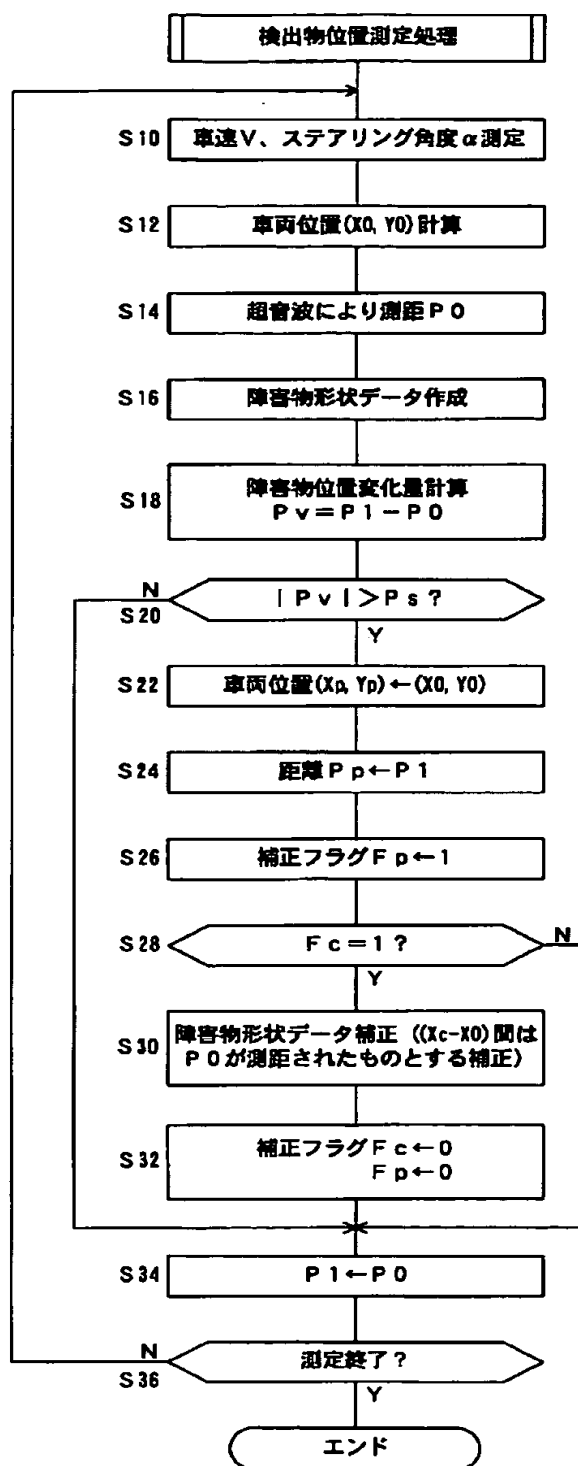 検出物位置測定処理
S10 車速V、ステアリング角度α測定
S12 車両位置(X0, Y0)計算
S14 超音波により測距P0
S16 障害物形状データ作成
障害物位置変化量計算
S18 Pv=P1-P0
N
S20 |Pv|>Ps?
Y
S22 車両位置(Xp, Yp)←(X0, Y0)
S24 距離Pp←P1
S26 補正フラグFp←1
S28 Fc=1? N
Y
障害物形状データ補正((Xc-X0)間は
S30 P0が測距されたものとする補正)
S32 補正フラグFc←0
Fp←0
S34 P1←P0
N
S36 測定終了?
Y
エンド